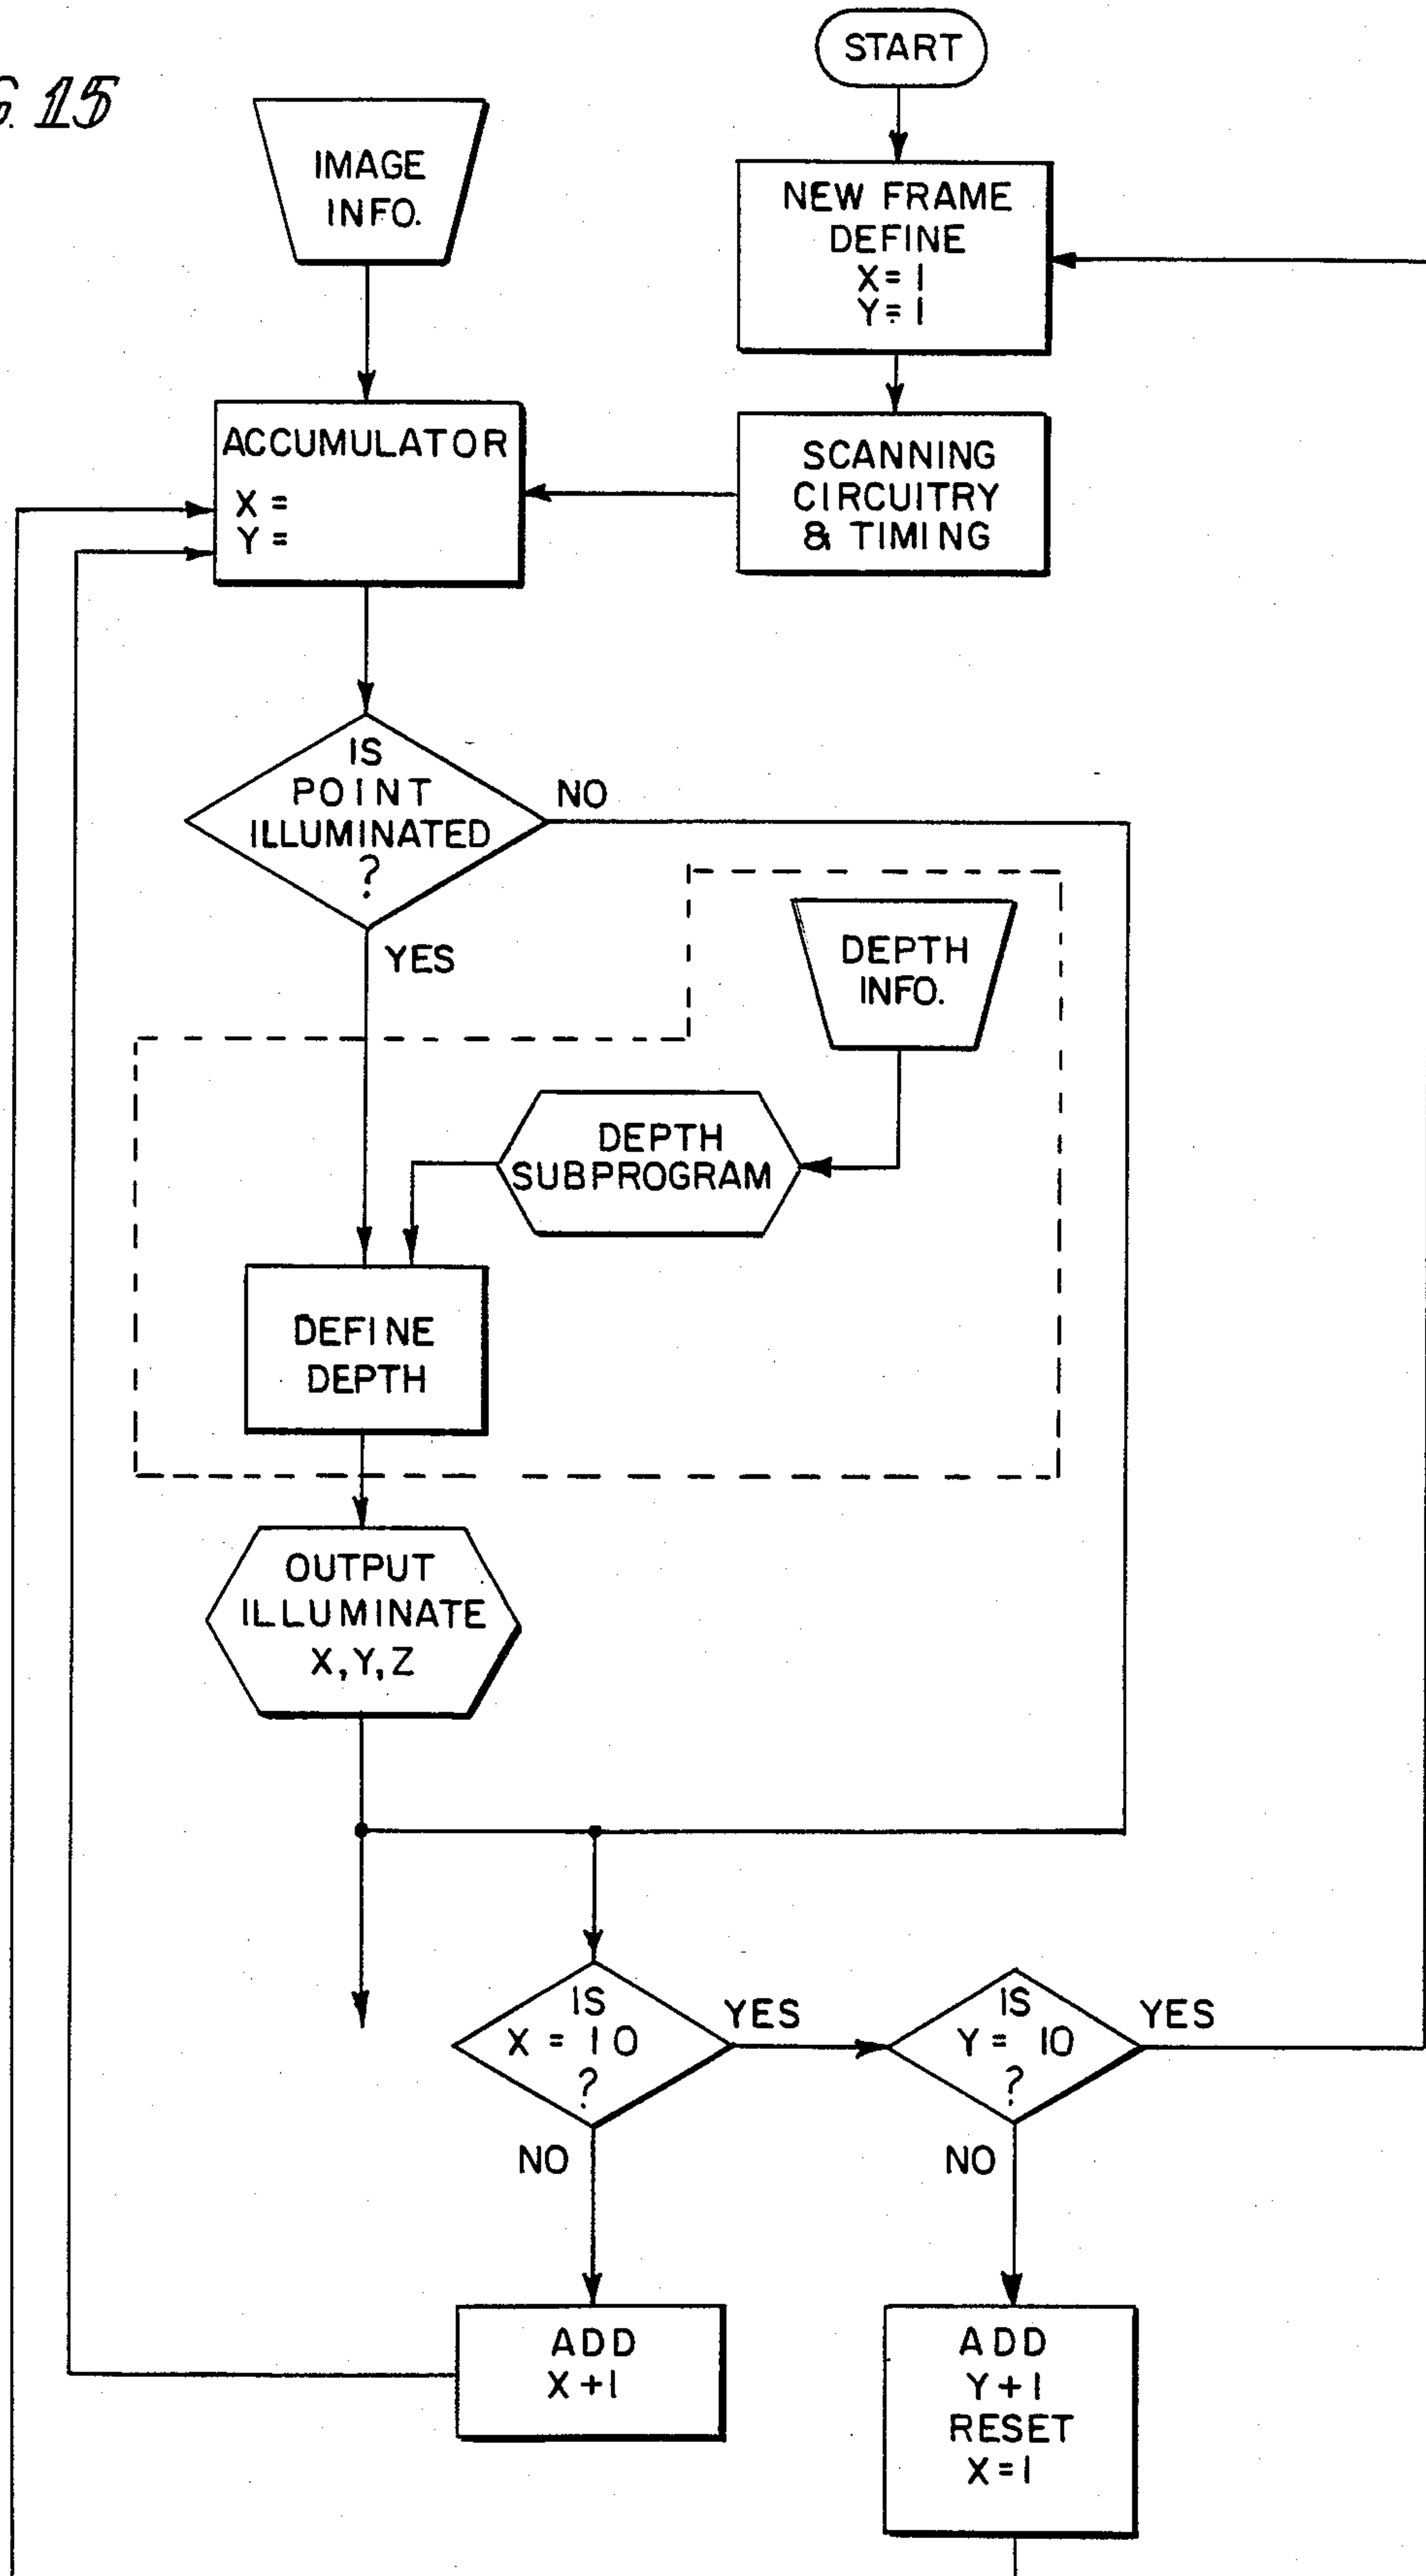 15
START
IMAGE
INFO.
NEW FRAME
DEFINE
X = 1
Y = 1
ACCUMULATOR
X =
Y =
SCANNING
CIRCUITRY
& TIMING
IS
POINT
ILLUMINATED
?
NO
YES
DEPTH
INFO.
DEPTH
SUBPROGRAM
DEFINE
DEPTH
OUTPUT
ILLUMINATE
X, Y, Z
IS
X = 10
?
YES
IS
Y = 10
?
YES
NO
NO
ADD
X + 1
ADD
Y + 1
RESET
X = 1